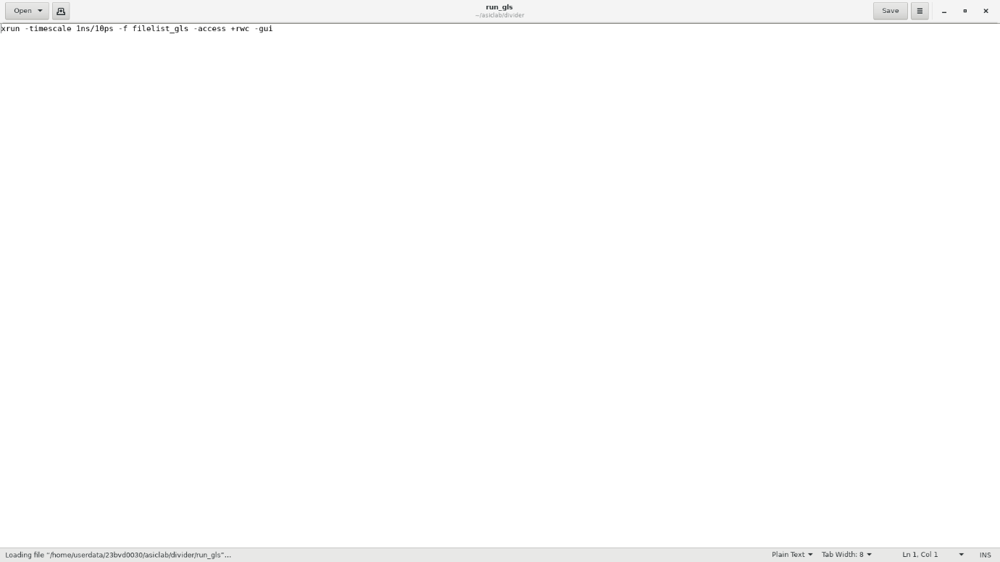 Open
run_gls
~/asiclab/divider
Save
xrun -timescale 1ns/10ps -f filelist_gls -access +rwc -gui
Loading file “/home/userdata/23bvd0030/asiclab/divider/run_gls”…
Plain Text
Tab Width: 8
Ln 1, Col 1
INS